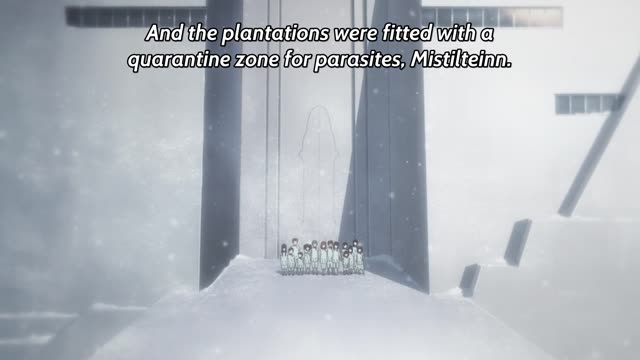 And the plantations were fitted with a
quarantine zone for parasites, Mistilteinn.